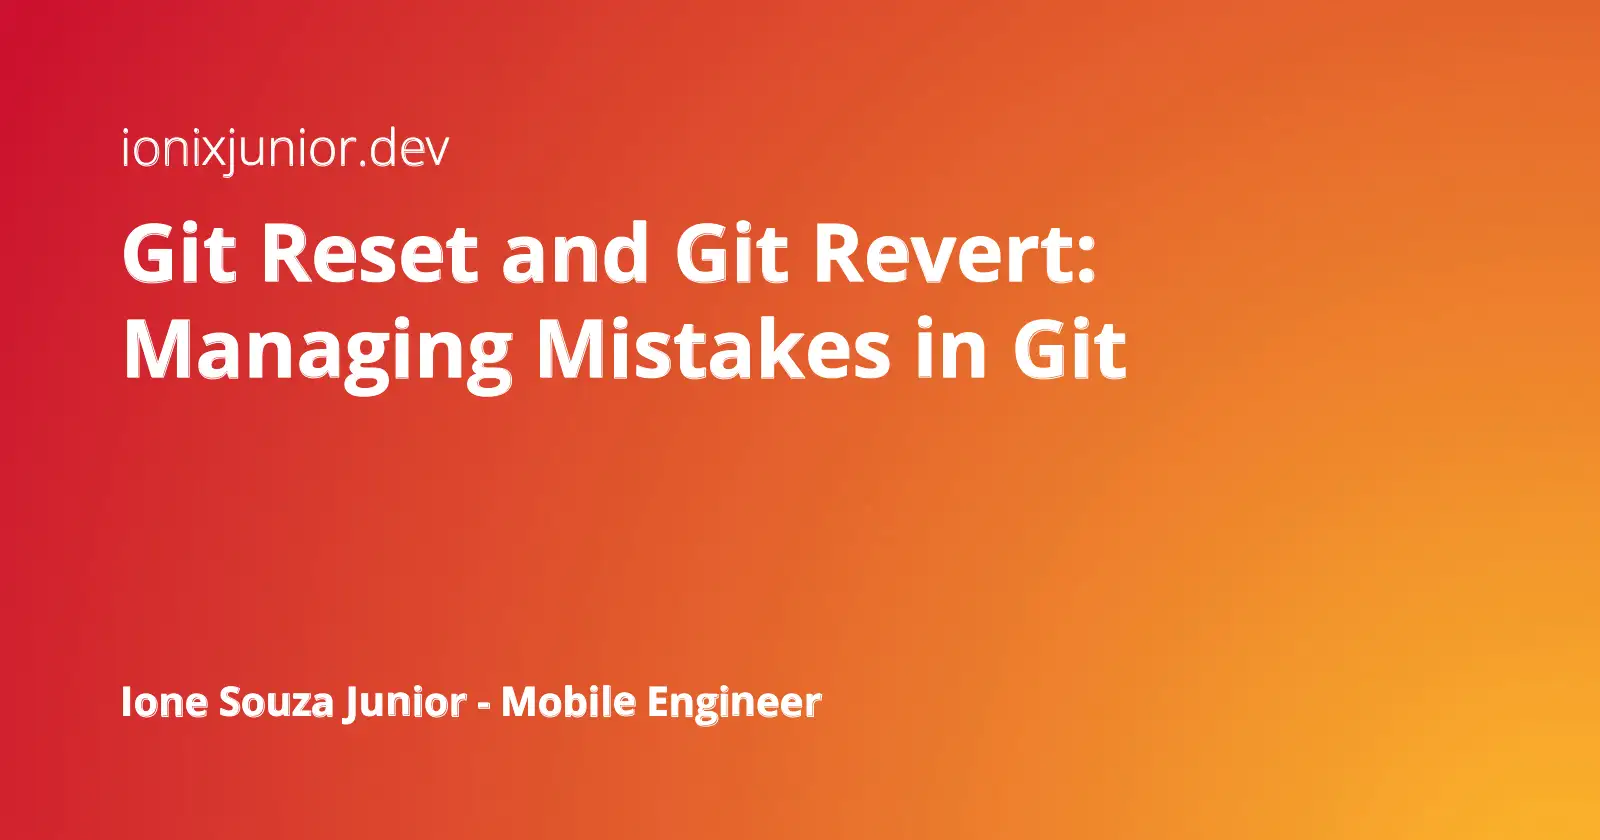 ionixjunior.dev
Git Reset and Git Revert:
Managing Mistakes in Git
Ione Souza Junior - Mobile Engineer